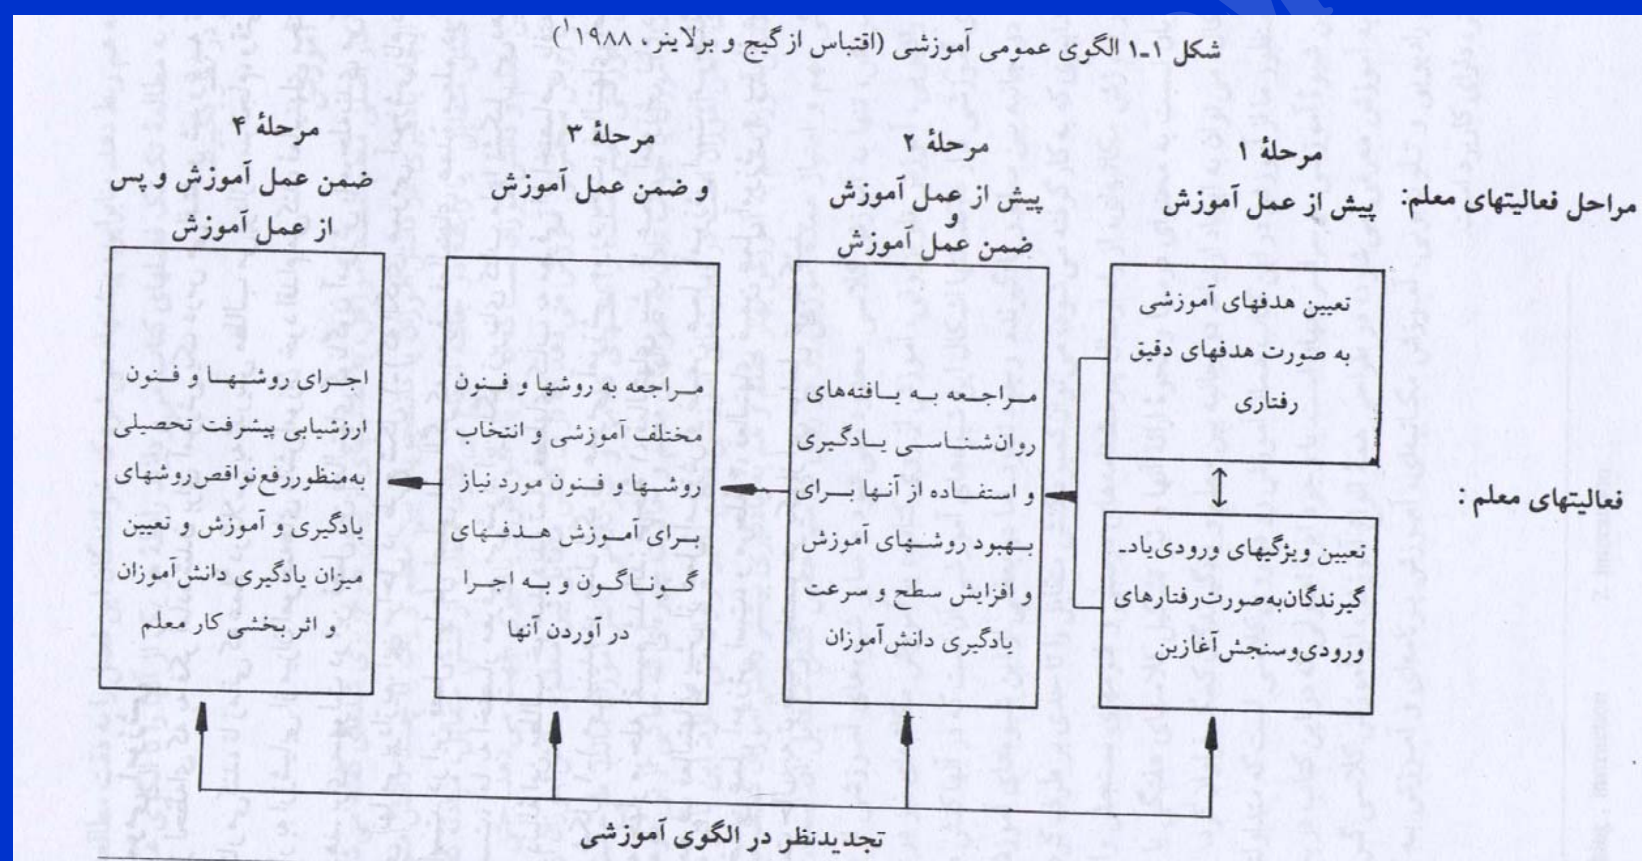 شکل ۱-۱ الگوی عمومی آموزشی (اقتباس از گیج و برلاینر، ۱۹۸۸¹)
مراحل فعالیتهای معلم:
مرحلهٔ ۱
پیش از عمل آموزش
مرحلهٔ ۲
پیش از عمل آموزش
و
ضمن عمل آموزش
مرحلهٔ ۳
و ضمن عمل آموزش
مرحلهٔ ۴
ضمن عمل آموزش و پس
از عمل آموزش
فعالیتهای معلم :
تعیین هدفهای آموزشی
به صورت هدفهای دقیق
رفتاری
تعیین ویژگیهای ورودی یاد-
گیرندگان به صورت رفتارهای
ورودی و سنجش آغازین
مراجعه به یافته‌های
روان‌شناسی یادگیری
و استفاده از آنها برای
بهبود روشهای آموزش
و افزایش سطح و سرعت
یادگیری دانش‌آموزان
مراجعه به روشها و فنون
مختلف آموزشی و انتخاب
روشها و فنون مورد نیاز
برای آموزش هدفهای
گوناگون و به اجرا
در آوردن آنها
اجرای روشها و فنون
ارزشیابی پیشرفت تحصیلی
به‌منظور رفع نواقص روشهای
یادگیری و آموزش و تعیین
میزان یادگیری دانش‌آموزان
و اثر بخشی کار معلم
تجدیدنظر در الگوی آموزشی